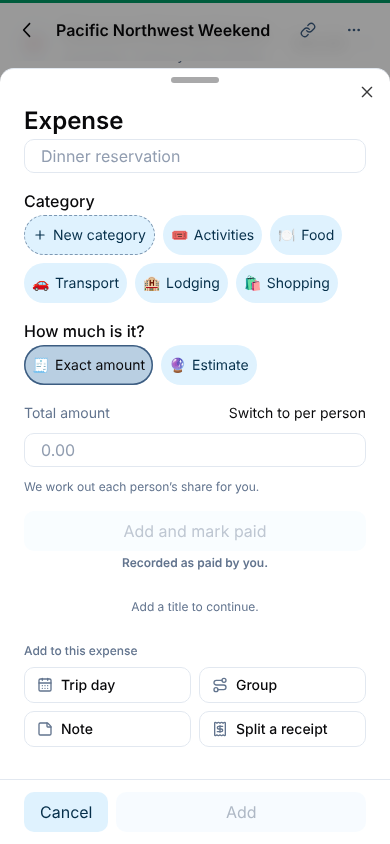 Pacific Northwest Weekend
Expense
Dinner reservation
Category
+ New category
Activities
Food
Transport
Lodging
Shopping
How much is it?
Exact amount
Estimate
Total amount
Switch to per person
0.00
We work out each person's share for you.
Add and mark paid
Recorded as paid by you.
Add a title to continue.
Add to this expense
Trip day
Group
Note
Split a receipt
Cancel
Add